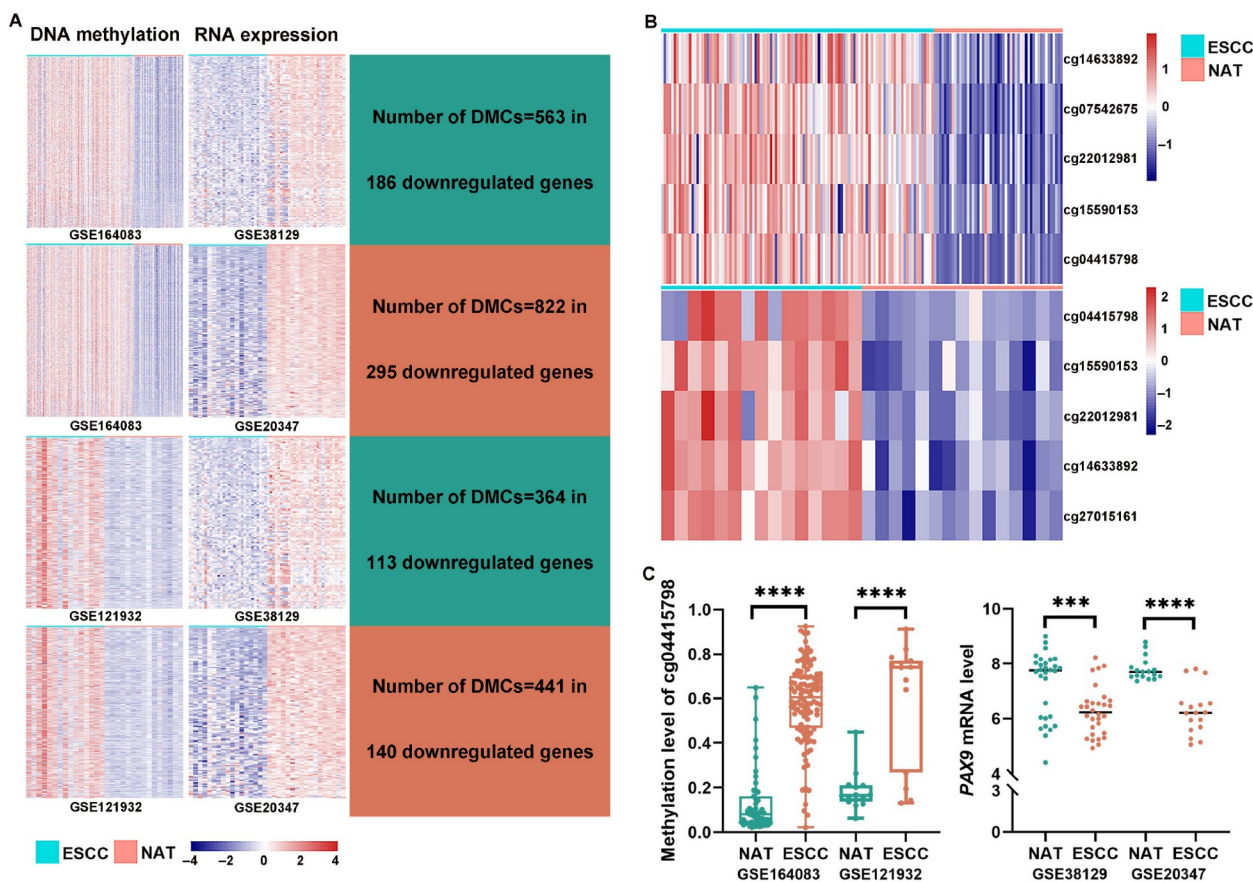 A
DNA methylation RNA expression
GSE164083 GSE38129
Number of DMCs=563 in
186 downregulated genes
GSE164083 GSE20347
Number of DMCs=822 in
295 downregulated genes
GSE121932 GSE38129
Number of DMCs=364 in
113 downregulated genes
GSE121932 GSE20347
Number of DMCs=441 in
140 downregulated genes
ESCC NAT −4 −2 0 2 4
B
cg14633892
cg07542675
cg22012981
cg15590153
cg04415798
1
0
−1
ESCC
NAT
cg04415798
cg15590153
cg22012981
cg14633892
cg27015161
2
1
0
−1
−2
ESCC
NAT
C
Methylation level of cg04415798
1.0
0.8
0.6
0.4
0.2
0.0
**** ****
NAT ESCC NAT ESCC
GSE164083 GSE121932
PAX9 mRNA level
10
8
6
4
3
0
*** ****
NAT ESCC NAT ESCC
GSE38129 GSE20347